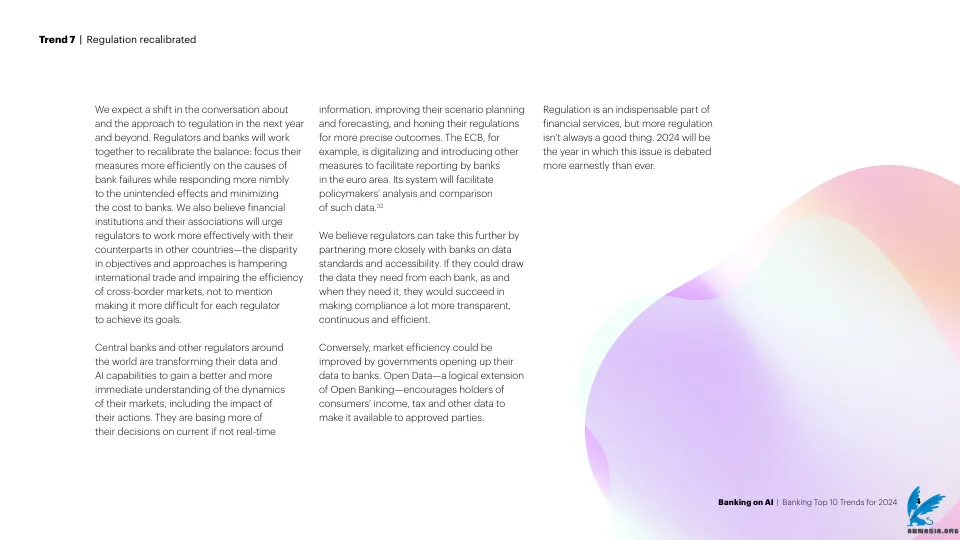 Trend 7 | Regulation recalibrated
We expect a shift in the conversation about
and the approach to regulation in the next year
and beyond. Regulators and banks will work
together to recalibrate the balance: focus their
measures more efficiently on the causes of
bank failures while responding more nimbly
to the unintended effects and minimizing
the cost to banks. We also believe financial
institutions and their associations will urge
regulators to work more effectively with their
counterparts in other countries—the disparity
in objectives and approaches is hampering
international trade and impairing the efficiency
of cross-border markets, not to mention
making it more difficult for each regulator
to achieve its goals.
Central banks and other regulators around
the world are transforming their data and
AI capabilities to gain a better and more
immediate understanding of the dynamics
of their markets, including the impact of
their actions. They are basing more of
their decisions on current if not real-time
information, improving their scenario planning
and forecasting, and honing their regulations
for more precise outcomes. The ECB, for
example, is digitalizing and introducing other
measures to facilitate reporting by banks
in the euro area. Its system will facilitate
policymakers’ analysis and comparison
of such data.32
We believe regulators can take this further by
partnering more closely with banks on data
standards and accessibility. If they could draw
the data they need from each bank, as and
when they need it, they would succeed in
making compliance a lot more transparent,
continuous and efficient.
Conversely, market efficiency could be
improved by governments opening up their
data to banks. Open Data—a logical extension
of Open Banking—encourages holders of
consumers’ income, tax and other data to
make it available to approved parties.
Regulation is an indispensable part of
financial services, but more regulation
isn’t always a good thing. 2024 will be
the year in which this issue is debated
more earnestly than ever.
Banking on AI | Banking Top 10 Trends for 2024